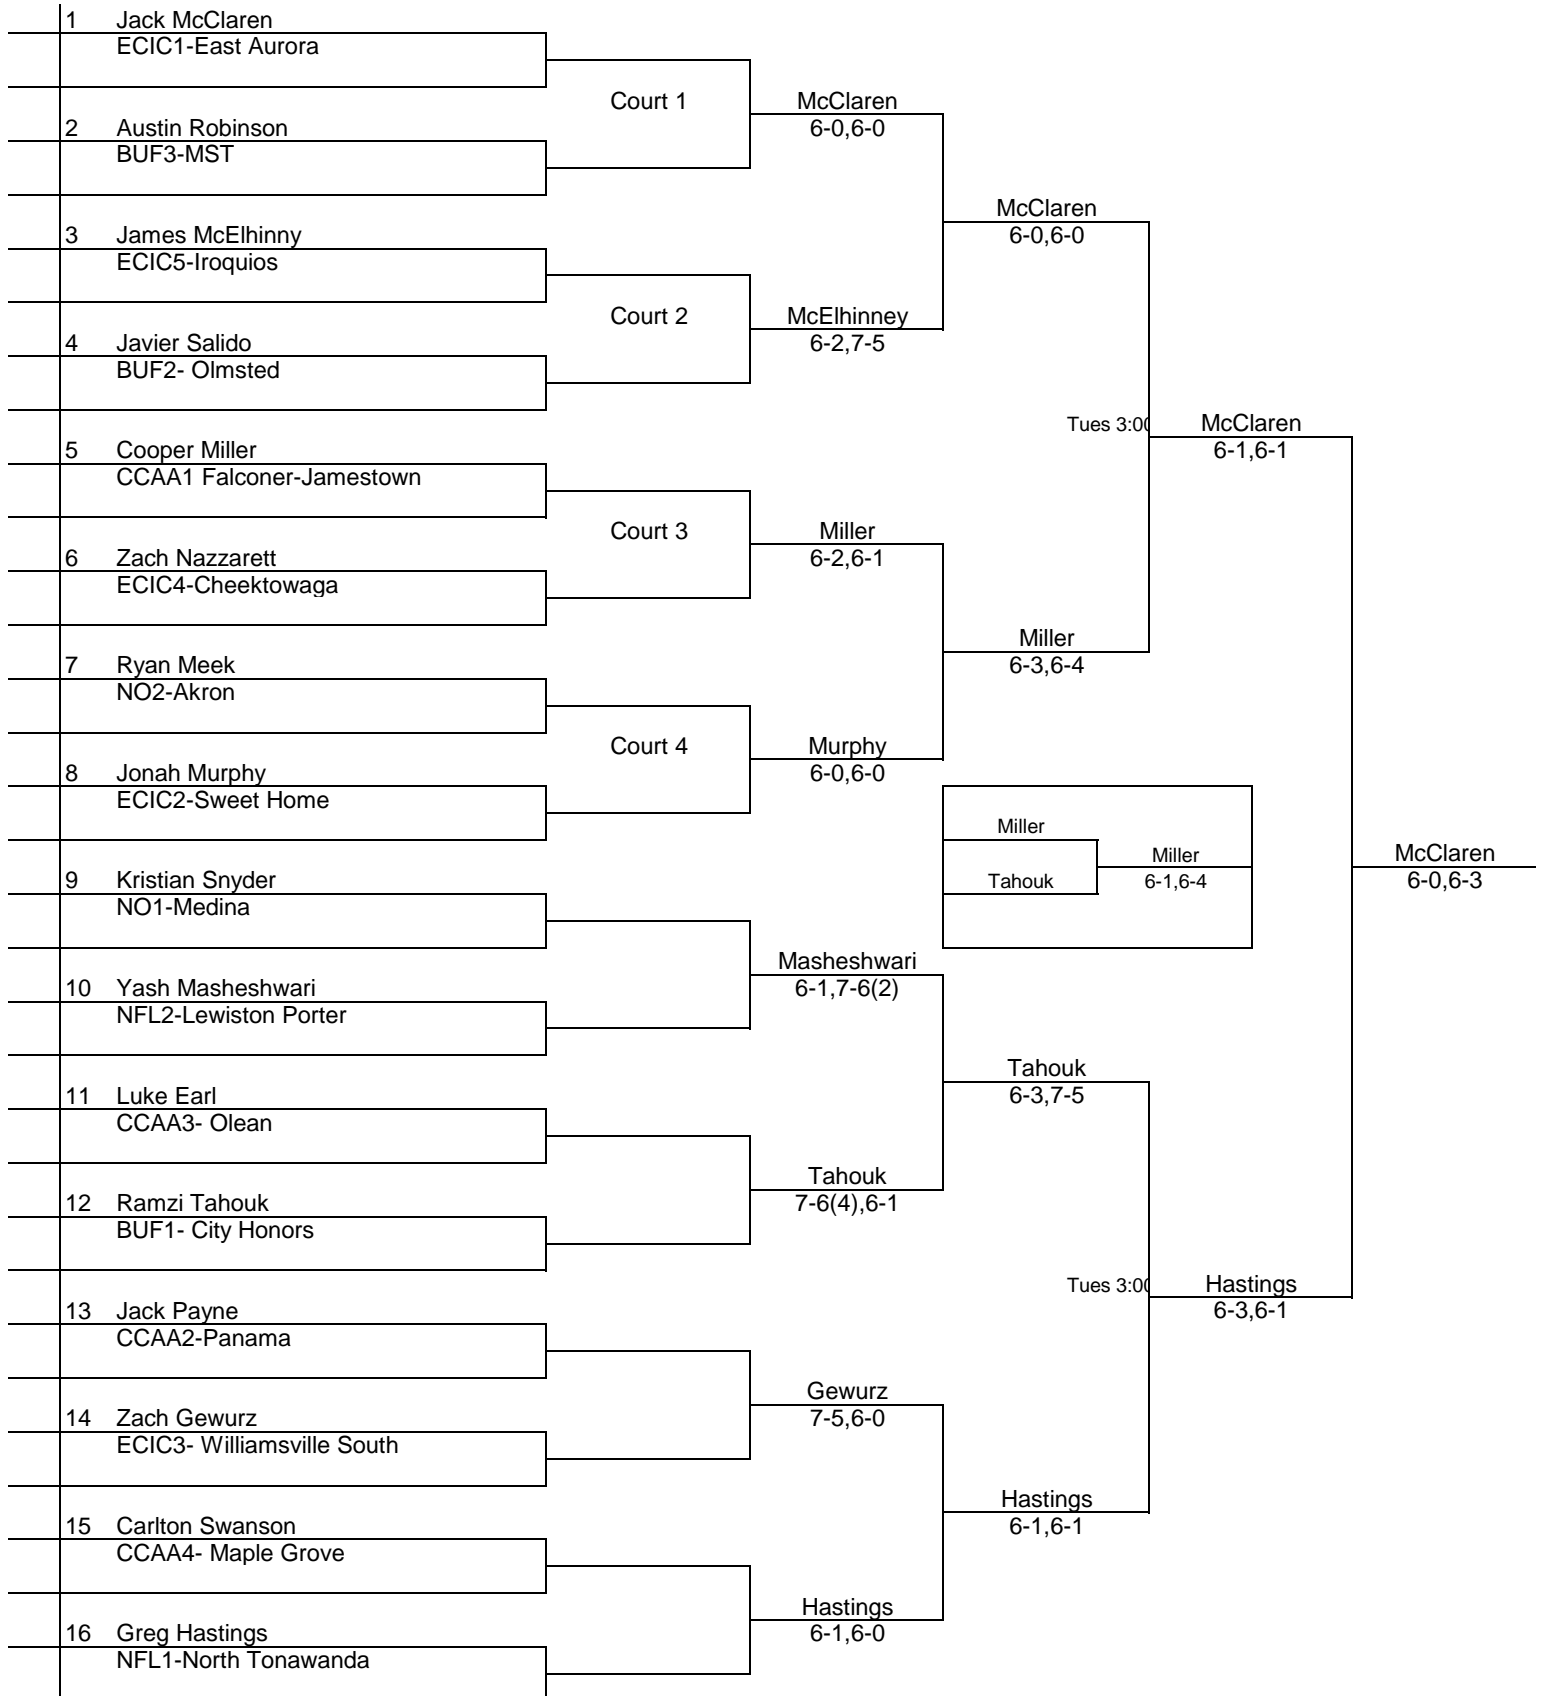 1 Jack McClaren
ECIC1-East Aurora
Court 1
McClaren
6-0,6-0
2 Austin Robinson
BUF3-MST
McClaren
6-0,6-0
3 James McElhinny
ECIC5-Iroquios
Court 2
McElhinney
6-2,7-5
4 Javier Salido
BUF2- Olmsted
Tues 3:00
McClaren
6-1,6-1
5 Cooper Miller
CCAA1 Falconer-Jamestown
Court 3
Miller
6-2,6-1
6 Zach Nazzarett
ECIC4-Cheektowaga
Miller
6-3,6-4
7 Ryan Meek
NO2-Akron
Court 4
Murphy
6-0,6-0
8 Jonah Murphy
ECIC2-Sweet Home
Miller
Miller
6-1,6-4
Tahouk
McClaren
6-0,6-3
9 Kristian Snyder
NO1-Medina
Masheshwari
6-1,7-6(2)
10 Yash Masheshwari
NFL2-Lewiston Porter
Tahouk
6-3,7-5
11 Luke Earl
CCAA3- Olean
Tahouk
7-6(4),6-1
12 Ramzi Tahouk
BUF1- City Honors
Tues 3:00
Hastings
6-3,6-1
13 Jack Payne
CCAA2-Panama
Gewurz
7-5,6-0
14 Zach Gewurz
ECIC3- Williamsville South
Hastings
6-1,6-1
15 Carlton Swanson
CCAA4- Maple Grove
Hastings
6-1,6-0
16 Greg Hastings
NFL1-North Tonawanda